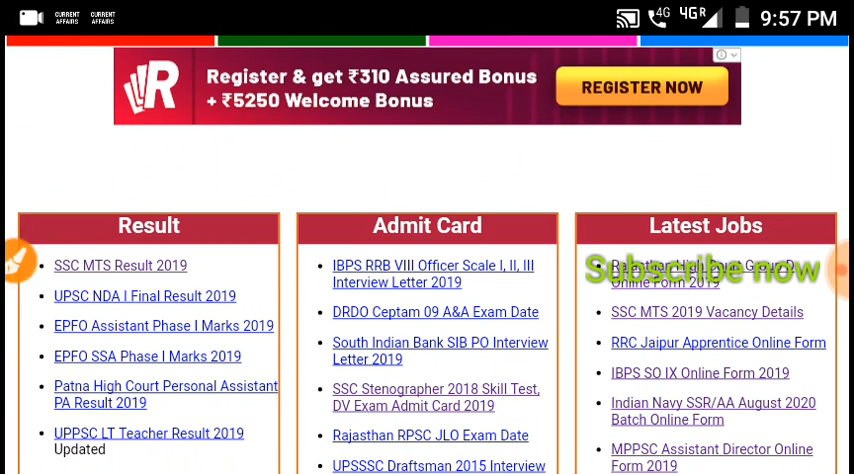 CURRENT AFFAIRS
CURRENT AFFAIRS
4G
4GR
9:57 PM
Register & get ₹310 Assured Bonus
+ ₹5250 Welcome Bonus
REGISTER NOW
Result
SSC MTS Result 2019
UPSC NDA I Final Result 2019
EPFO Assistant Phase I Marks 2019
EPFO SSA Phase I Marks 2019
Patna High Court Personal Assistant
PA Result 2019
UPPSC LT Teacher Result 2019
Updated
Admit Card
IBPS RRB VIII Officer Scale I, II, III
Interview Letter 2019
DRDO Ceptam 09 A&A Exam Date
South Indian Bank SIB PO Interview
Letter 2019
SSC Stenographer 2018 Skill Test,
DV Exam Admit Card 2019
Rajasthan RPSC JLO Exam Date
UPSSSC Draftsman 2015 Interview
Latest Jobs
Rajasthan High Court Group D
Online Form 2019
Subscribe now
SSC MTS 2019 Vacancy Details
RRC Jaipur Apprentice Online Form
IBPS SO IX Online Form 2019
Indian Navy SSR/AA August 2020
Batch Online Form
MPPSC Assistant Director Online
Form 2019